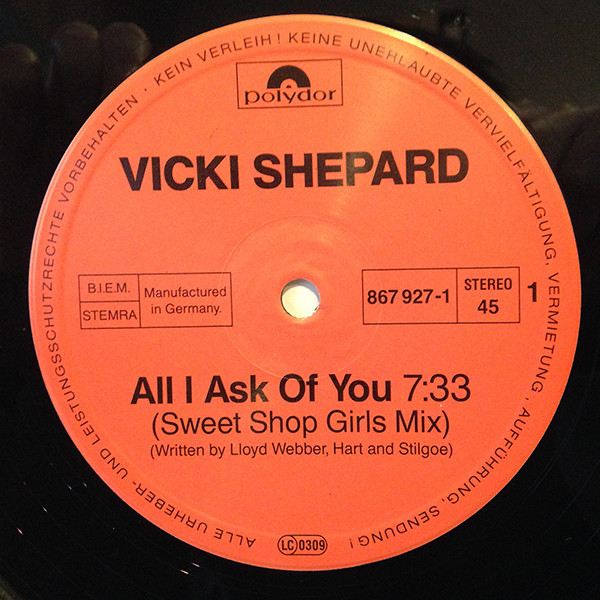 ALLE URHEBER- UND LEISTUNGSSCHUTZRECHTE VORBEHALTEN · KEIN VERLEIH! KEINE UNERLAUBTE VERVIELFÄLTIGUNG, VERMIETUNG, AUFFÜHRUNG, SENDUNG!
polydor
VICKI SHEPARD
B.I.E.M.
STEMRA
Manufactured
in Germany.
867 927-1
STEREO
45
1
All I Ask Of You 7:33
(Sweet Shop Girls Mix)
(Written by Lloyd Webber, Hart and Stilgoe)
LC 0309